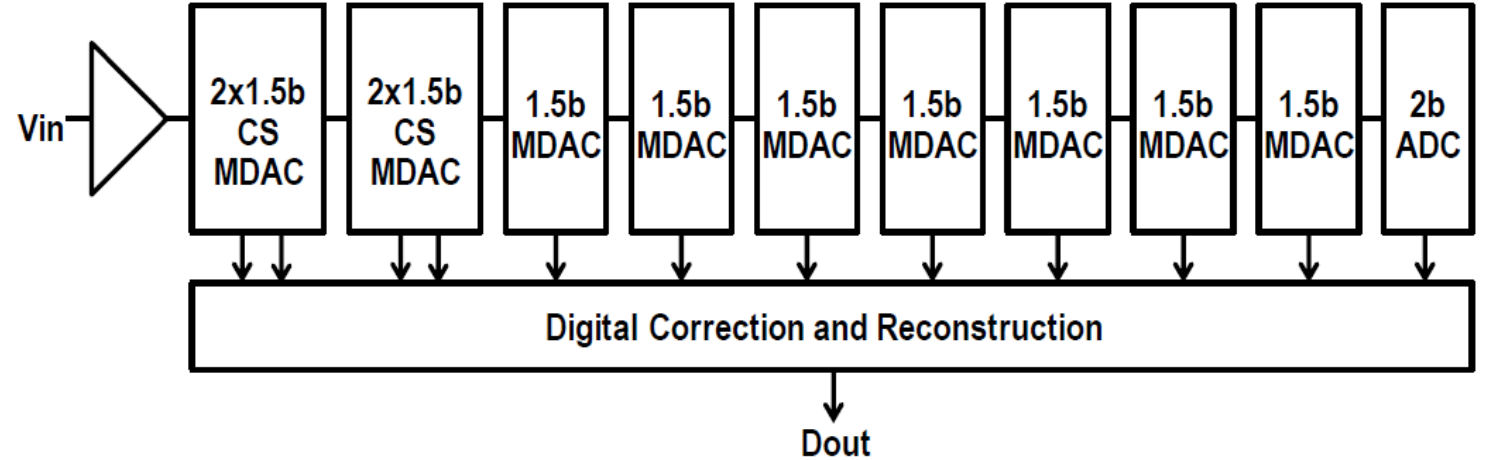 Vin
2x1.5b
CS
MDAC
2x1.5b
CS
MDAC
1.5b
MDAC
1.5b
MDAC
1.5b
MDAC
1.5b
MDAC
1.5b
MDAC
1.5b
MDAC
1.5b
MDAC
2b
ADC
Digital Correction and Reconstruction
Dout